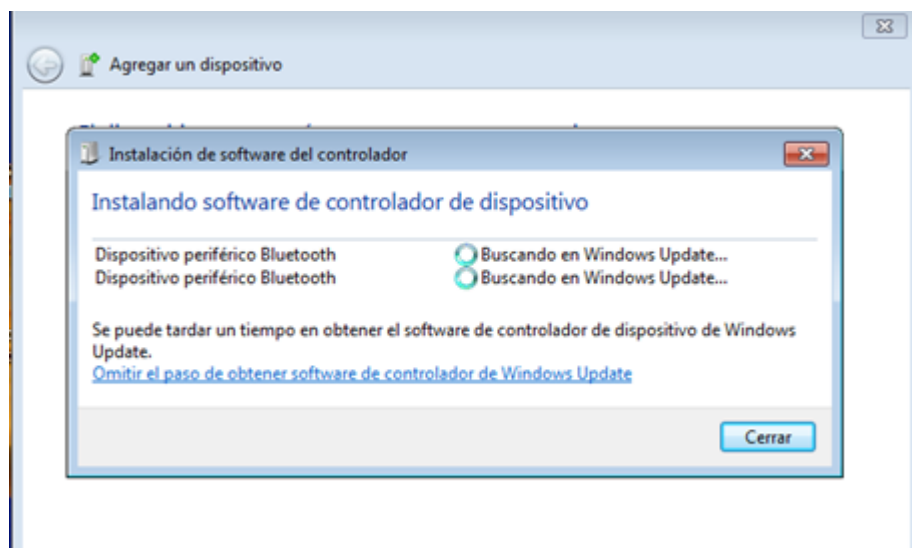 Agregar un dispositivo
Instalación de software del controlador
Instalando software de controlador de dispositivo
Dispositivo periférico Bluetooth Buscando en Windows Update...
Dispositivo periférico Bluetooth Buscando en Windows Update...
Se puede tardar un tiempo en obtener el software de controlador de dispositivo de Windows
Update.
Omitir el paso de obtener software de controlador de Windows Update
Cerrar